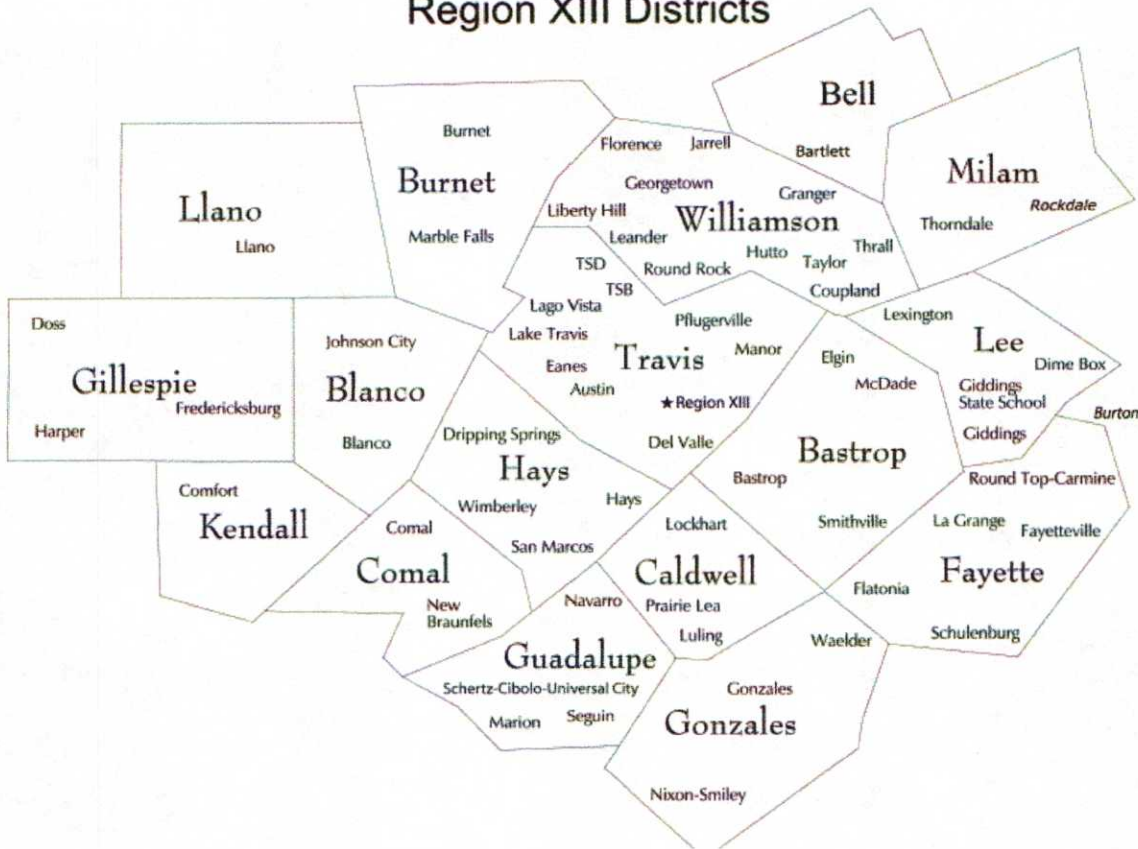 Region XIII Districts
Bell
Bartlett
Milam
Rockdale
Thorndale
Burnet
Burnet
Marble Falls
Llano
Llano
Florence
Jarrell
Georgetown
Granger
Liberty Hill
Williamson
Leander
Hutto
Thrall
Round Rock
Taylor
Coupland
TSD
TSB
Lago Vista
Lake Travis
Pflugerville
Eanes
Travis
Manor
Austin
★Region XIII
Del Valle
Lexington
Lee
Dime Box
Giddings
State School
Giddings
Burton
Doss
Gillespie
Fredericksburg
Harper
Johnson City
Blanco
Blanco
Elgin
McDade
Bastrop
Bastrop
Smithville
Dripping Springs
Hays
Wimberley
Hays
San Marcos
Comfort
Kendall
Comal
Comal
New
Braunfels
Lockhart
Caldwell
Prairie Lea
Luling
Round Top-Carmine
La Grange
Fayetteville
Fayette
Flatonia
Schulenburg
Navarro
Guadalupe
Schertz-Cibolo-Universal City
Marion
Seguin
Waelder
Gonzales
Gonzales
Nixon-Smiley